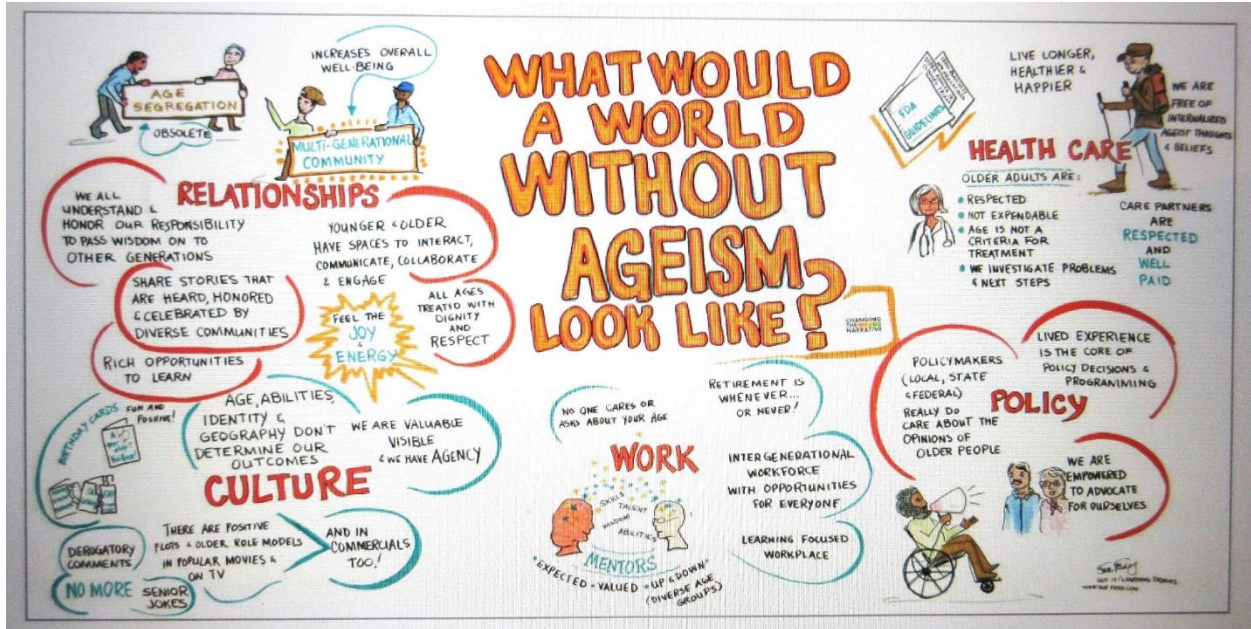 WHAT WOULD
A WORLD
WITHOUT
AGEISM
LOOK LIKE?
CHANGING
THE
NARRATIVE
AGE
SEGREGATION
OBSOLETE
INCREASES OVERALL
WELL-BEING
MULTI-GENERATIONAL
COMMUNITY
RELATIONSHIPS
WE ALL
UNDERSTAND &
HONOR OUR RESPONSIBILITY
TO PASS WISDOM ON TO
OTHER GENERATIONS
SHARE STORIES THAT
ARE HEARD, HONORED
& CELEBRATED BY
DIVERSE COMMUNITIES
RICH OPPORTUNITIES
TO LEARN
YOUNGER & OLDER
HAVE SPACES TO INTERACT,
COMMUNICATE, COLLABORATE
& ENGAGE
FEEL THE
JOY
&
ENERGY
ALL AGES
TREATED WITH
DIGNITY
AND
RESPECT
CULTURE
BIRTHDAY CARDS
FUN AND
POSITIVE!
AGE, ABILITIES,
IDENTITY &
GEOGRAPHY DON'T
DETERMINE OUR
OUTCOMES
WE ARE VALUABLE
VISIBLE
& WE HAVE AGENCY
DEROGATORY
COMMENTS
NO MORE
SENIOR
JOKES
THERE ARE POSITIVE
PLOTS & OLDER ROLE MODELS
IN POPULAR MOVIES &
ON TV
AND IN
COMMERCIALS
TOO!
WORK
NO ONE CARES OR
ASKS ABOUT YOUR AGE
RETIREMENT IS
WHENEVER...
OR NEVER!
INTERGENERATIONAL
WORKFORCE
WITH OPPORTUNITIES
FOR EVERYONE
LEARNING FOCUSED
WORKPLACE
SKILLS
TALENT
WISDOM
ABILITIES
MENTORS
• EXPECTED • VALUED • UP & DOWN
(DIVERSE AGE
GROUPS)
FDA
GUIDELINES
LIVE LONGER,
HEALTHIER &
HAPPIER
WE ARE
FREE OF
INTERNALIZED
AGEIST THOUGHTS
& BELIEFS
HEALTH CARE
OLDER ADULTS ARE:
• RESPECTED
• NOT EXPENDABLE
• AGE IS NOT A
CRITERIA FOR
TREATMENT
• WE INVESTIGATE PROBLEMS
& NEXT STEPS
CARE PARTNERS
ARE
RESPECTED
AND
WELL
PAID
POLICY
POLICYMAKERS
(LOCAL, STATE
& FEDERAL)
REALLY DO
CARE ABOUT THE
OPINIONS OF
OLDER PEOPLE
LIVED EXPERIENCE
IS THE CORE OF
POLICY DECISIONS &
PROGRAMMING
WE ARE
EMPOWERED
TO ADVOCATE
FOR OURSELVES